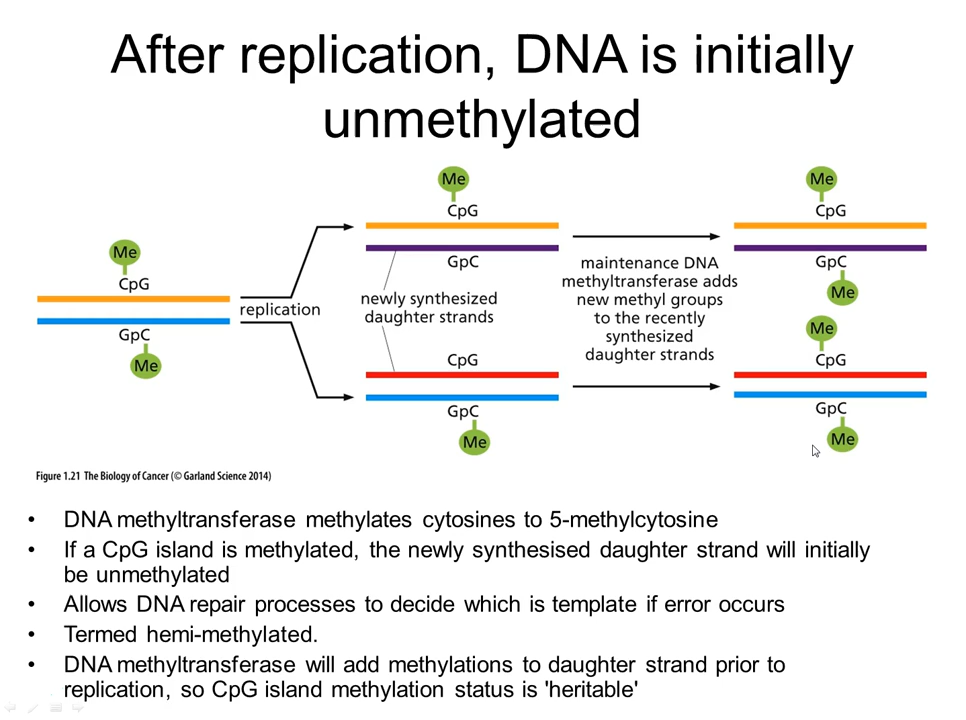 After replication, DNA is initially
unmethylated
Me
CpG
GpC
Me
replication
Me
CpG
GpC
newly synthesized
daughter strands
CpG
GpC
Me
maintenance DNA
methyltransferase adds
new methyl groups
to the recently
synthesized
daughter strands
Me
CpG
GpC
Me
Me
CpG
GpC
Me
Figure 1.21 The Biology of Cancer (© Garland Science 2014)
• DNA methyltransferase methylates cytosines to 5-methylcytosine
• If a CpG island is methylated, the newly synthesised daughter strand will initially
be unmethylated
• Allows DNA repair processes to decide which is template if error occurs
• Termed hemi-methylated.
• DNA methyltransferase will add methylations to daughter strand prior to
replication, so CpG island methylation status is 'heritable'